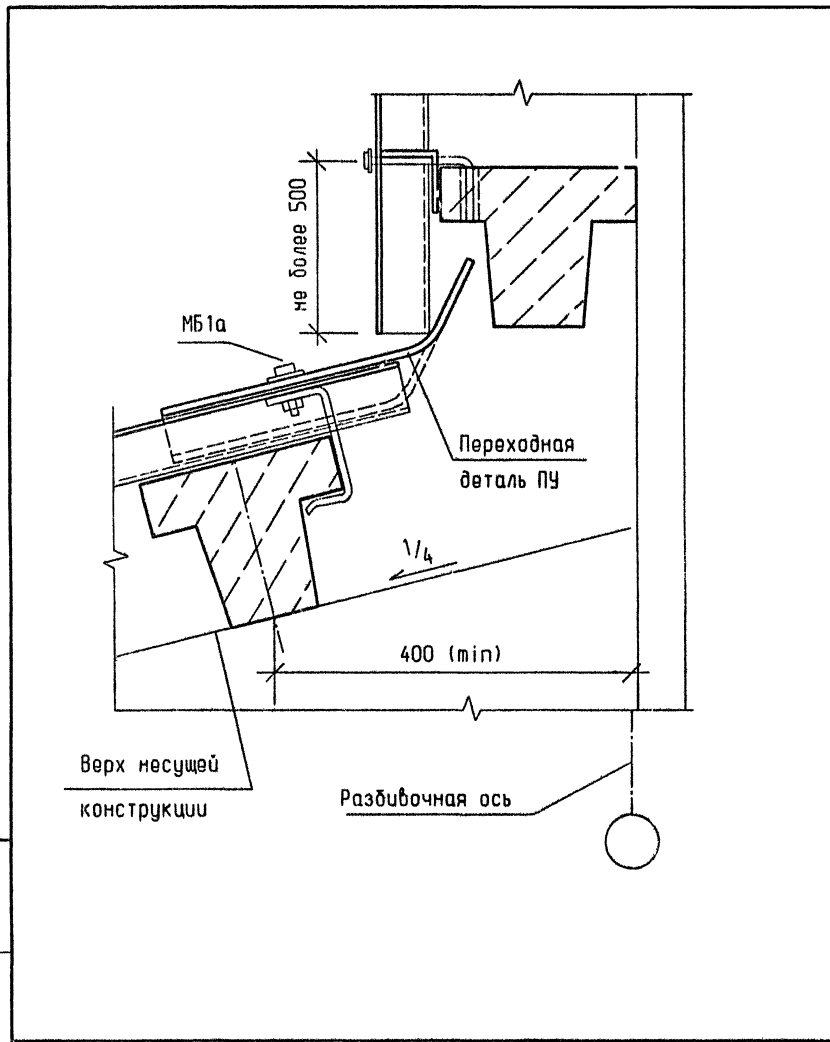 не более 500
МБ1а
Переходная
деталь ПУ
1/4
400 (min)
Верх несущей
конструкции
Разбивочная ось